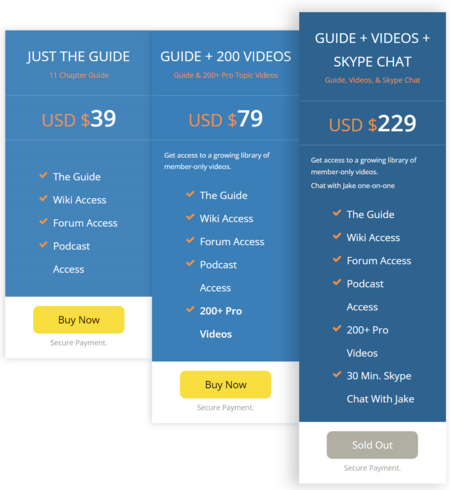 JUST THE GUIDE
11 Chapter Guide
USD $39
The Guide
Wiki Access
Forum Access
Podcast
Access
Buy Now
Secure Payment.
GUIDE + 200 VIDEOS
Guide & 200+ Pro Topic Videos
USD $79
Get access to a growing library of
member-only videos.
The Guide
Wiki Access
Forum Access
Podcast
Access
200+ Pro
Videos
Buy Now
Secure Payment.
GUIDE + VIDEOS +
SKYPE CHAT
Guide, Videos, & Skype Chat
USD $229
Get access to a growing library of
member-only videos.
Chat with Jake one-on-one
The Guide
Wiki Access
Forum Access
Podcast
Access
200+ Pro
Videos
30 Min. Skype
Chat With Jake
Sold Out
Secure Payment.